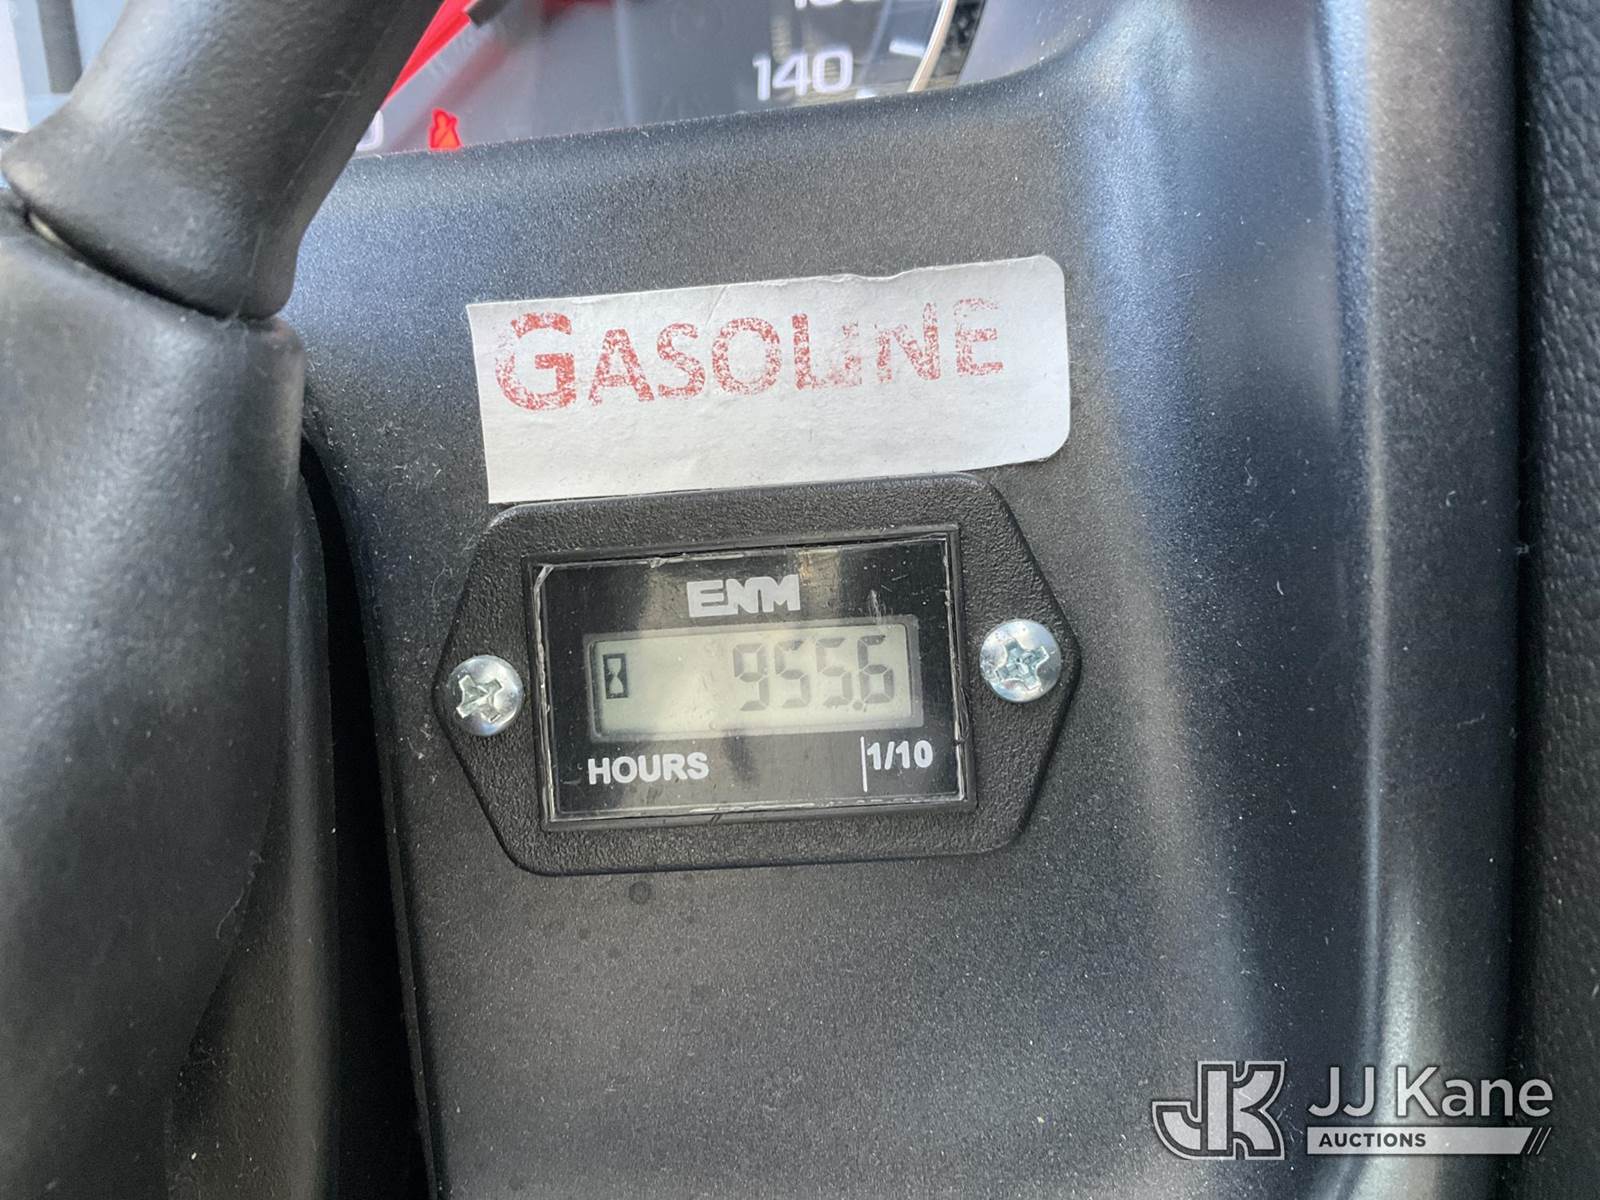 140
GASOLINE
ENM
955.6
HOURS
1/10
JJ Kane
AUCTIONS